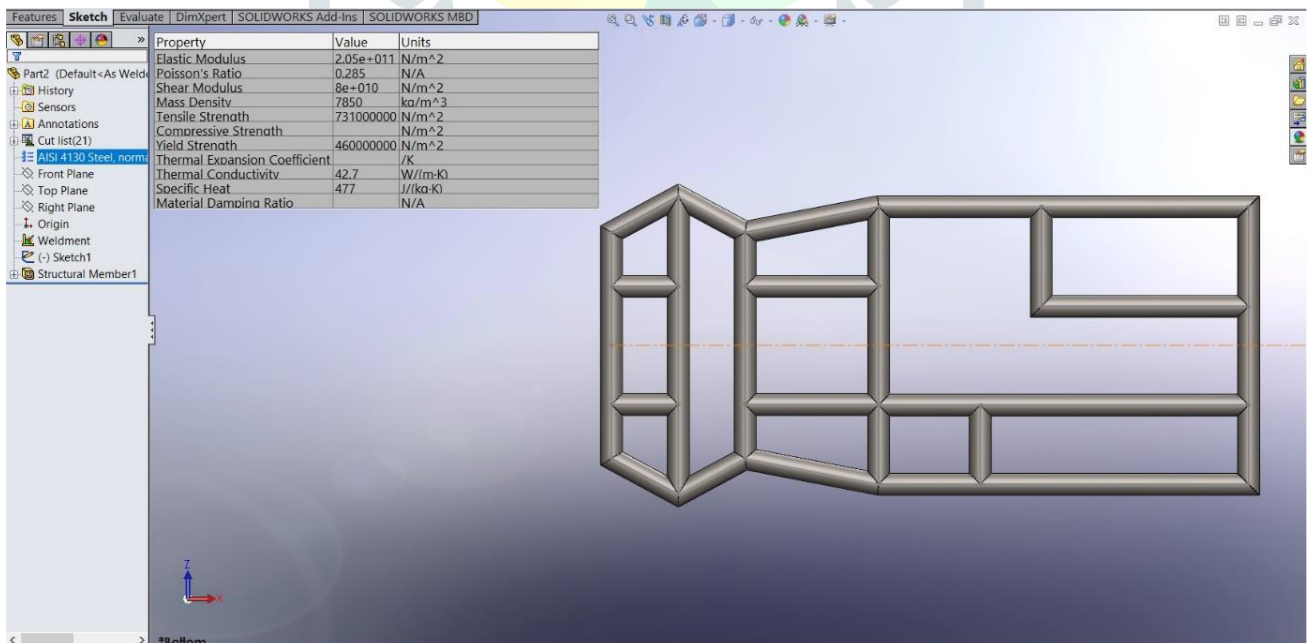 Features Sketch Evaluate DimXpert SOLIDWORKS Add-Ins SOLIDWORKS MBD
Part2 (Default<As Welde
History
Sensors
Annotations
Cut list(21)
AISI 4130 Steel, norma
Front Plane
Top Plane
Right Plane
Origin
Weldment
(-) Sketch1
Structural Member1
Property Value Units
Elastic Modulus 2.05e+011 N/m^2
Poisson's Ratio 0.285 N/A
Shear Modulus 8e+010 N/m^2
Mass Density 7850 kg/m^3
Tensile Strength 731000000 N/m^2
Compressive Strength N/m^2
Yield Strength 460000000 N/m^2
Thermal Expansion Coefficient /K
Thermal Conductivity 42.7 W/(m·K)
Specific Heat 477 J/(kg·K)
Material Damping Ratio N/A
Z
X
*Bottom